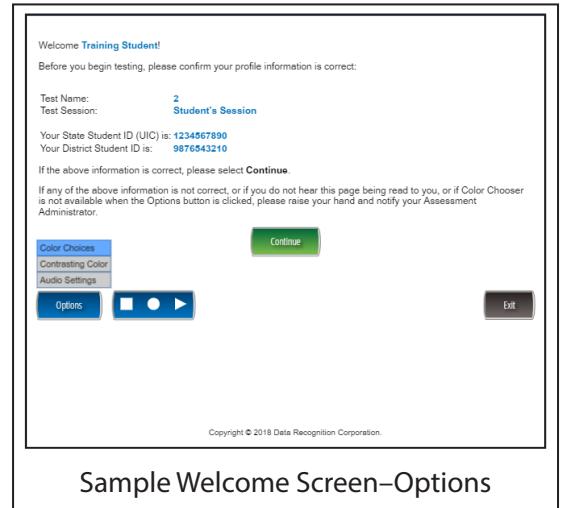 Welcome Training Student!
Before you begin testing, please confirm your profile information is correct:
Test Name: 2
Test Session: Student's Session
Your State Student ID (UIC) is: 1234567890
Your District Student ID is: 9876543210
If the above information is correct, please select Continue.
If any of the above information is not correct, or if you do not hear this page being read to you, or if Color Chooser
is not available when the Options button is clicked, please raise your hand and notify your Assessment
Administrator.
Continue
Color Choices
Contrasting Color
Audio Settings
Options
Exit
Copyright © 2018 Data Recognition Corporation.
Sample Welcome Screen–Options